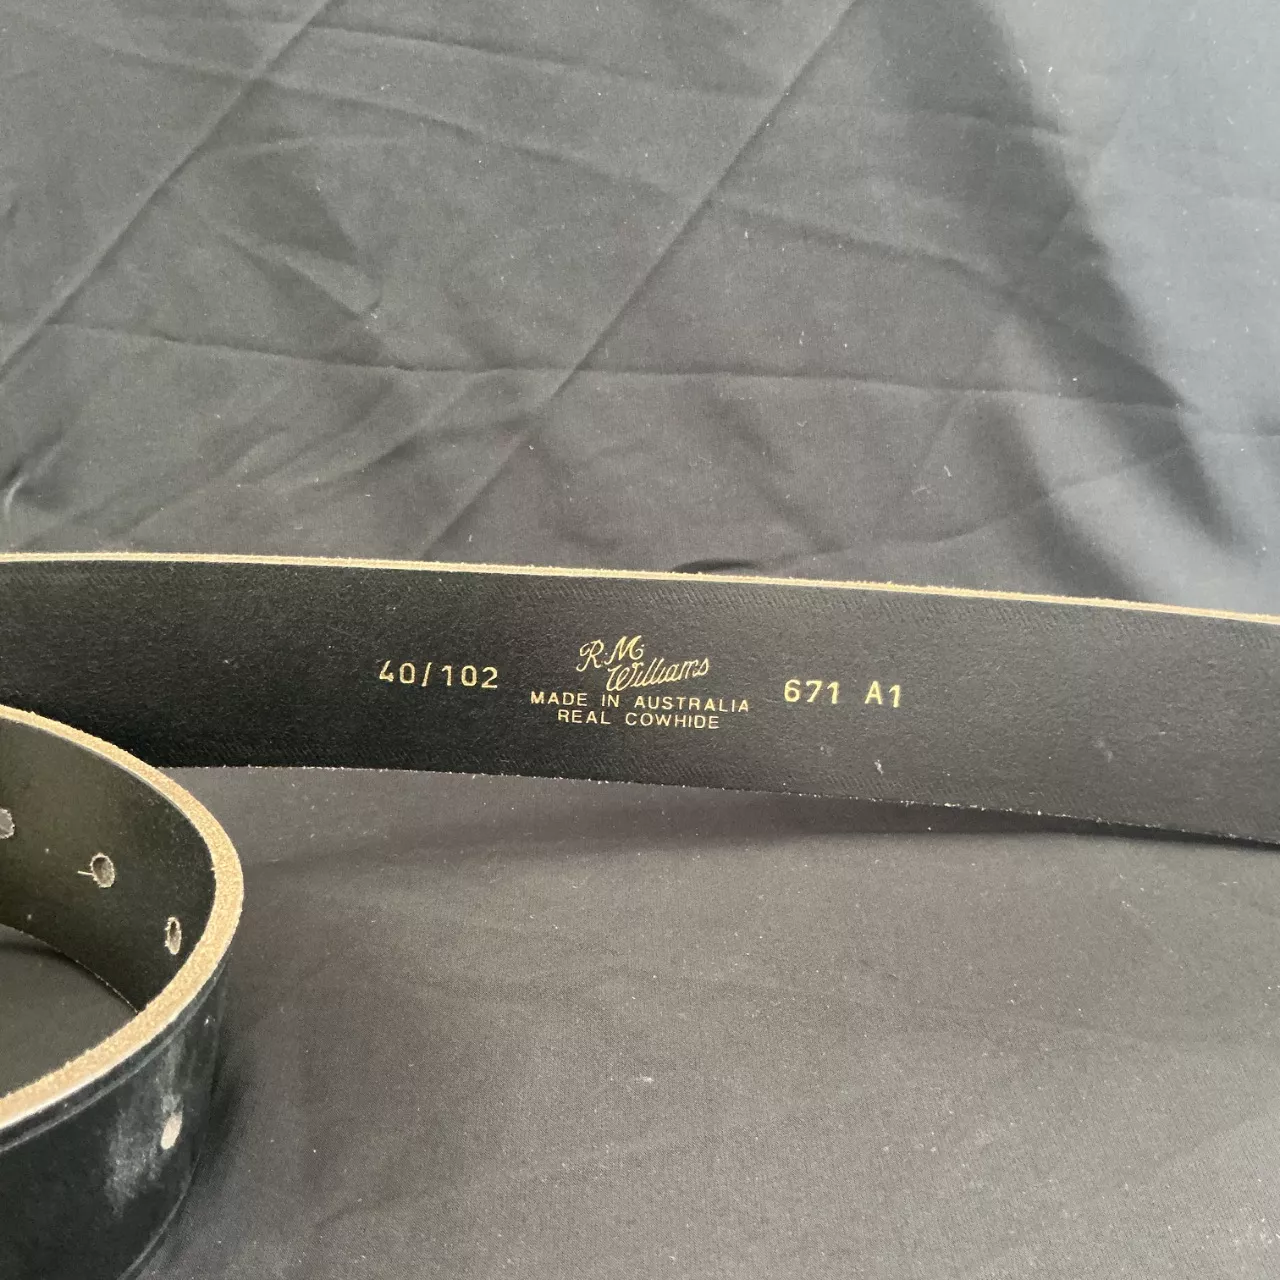 40/102
R.M.
Williams
MADE IN AUSTRALIA
REAL COWHIDE
671 A1